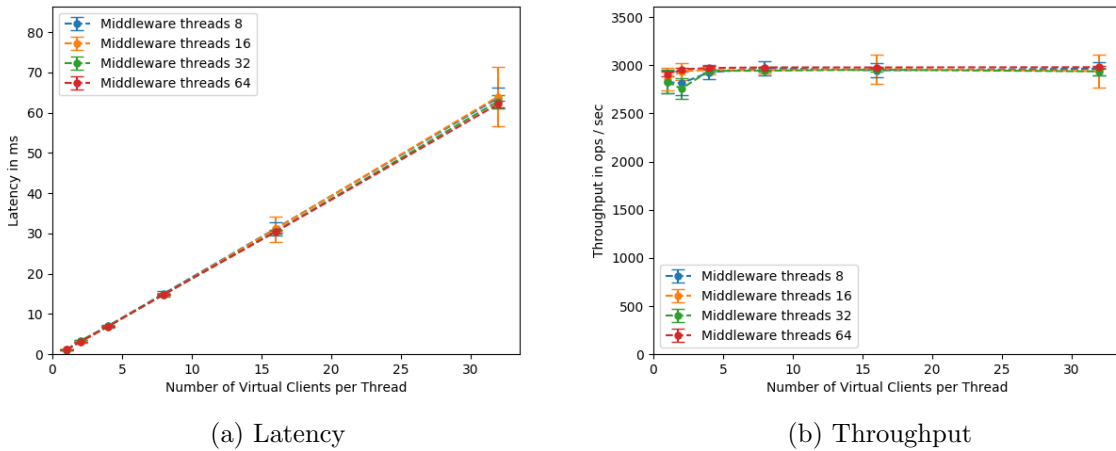 80
70
60
50
40
30
20
10
0
Latency in ms
0 5 10 15 20 25 30
Number of Virtual Clients per Thread
Middleware threads 8
Middleware threads 16
Middleware threads 32
Middleware threads 64
(a) Latency
3500
3000
2500
2000
1500
1000
500
0
Throughput in ops / sec
0 5 10 15 20 25 30
Number of Virtual Clients per Thread
Middleware threads 8
Middleware threads 16
Middleware threads 32
Middleware threads 64
(b) Throughput